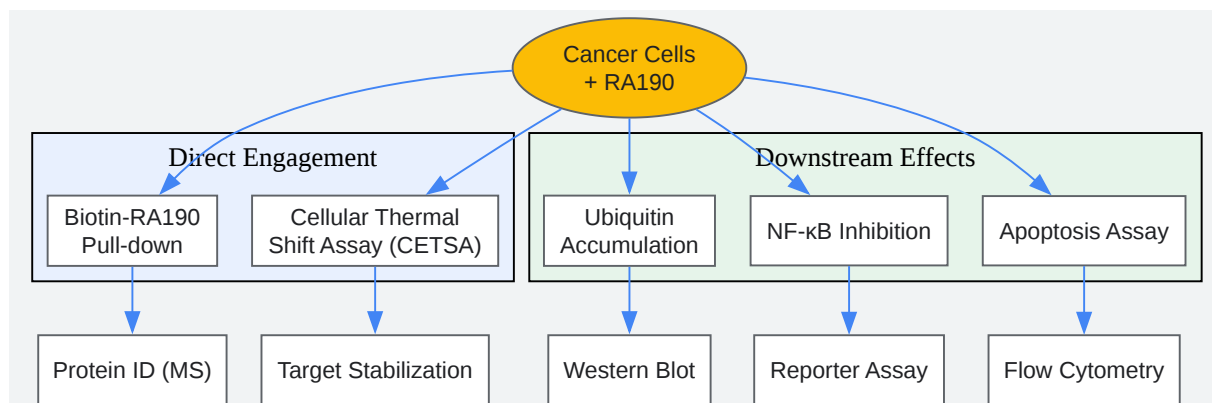 Cancer Cells
+ RA190
Direct Engagement
Downstream Effects
Biotin-RA190
Pull-down
Cellular Thermal
Shift Assay (CETSA)
Ubiquitin
Accumulation
NF-κB Inhibition
Apoptosis Assay
Protein ID (MS)
Target Stabilization
Western Blot
Reporter Assay
Flow Cytometry